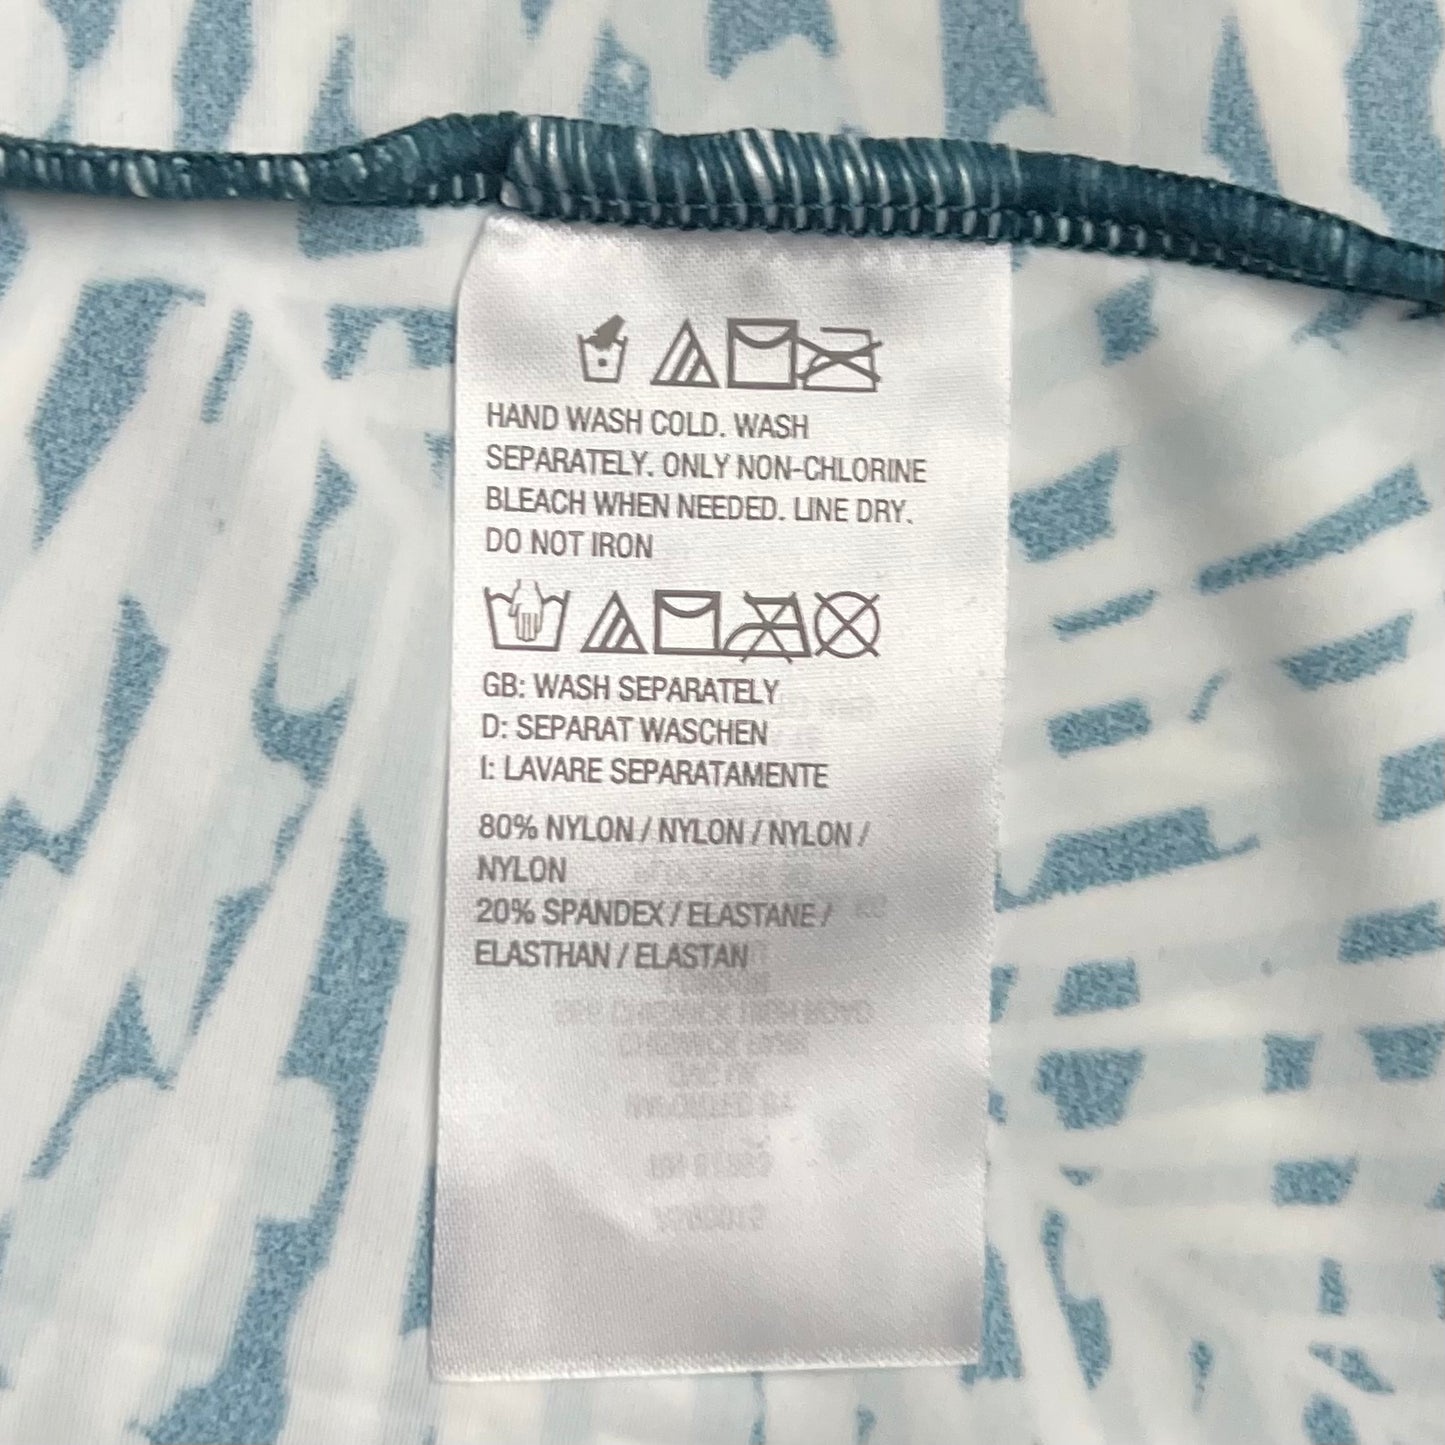 HAND WASH COLD. WASH
SEPARATELY. ONLY NON-CHLORINE
BLEACH WHEN NEEDED. LINE DRY.
DO NOT IRON
GB: WASH SEPARATELY
D: SEPARAT WASCHEN
I: LAVARE SEPARATAMENTE
80% NYLON / NYLON / NYLON /
NYLON
20% SPANDEX / ELASTANE /
ELASTHAN / ELASTAN